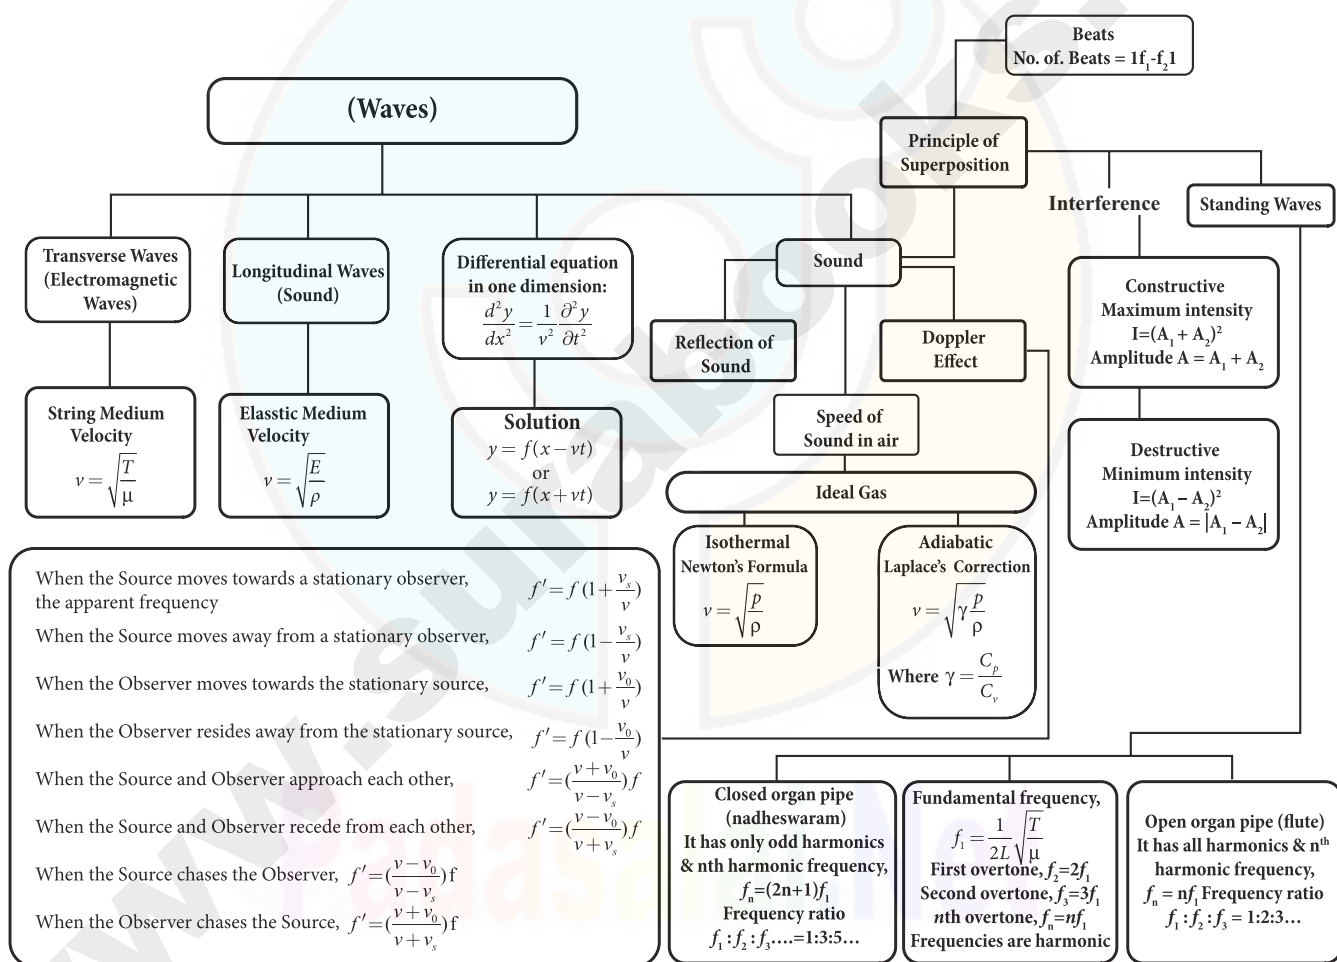 Beats
No. of. Beats = 1f₁-f₂1
(Waves)
Principle of
Superposition
Interference
Standing Waves
Transverse Waves
(Electromagnetic
Waves)
Longitudinal Waves
(Sound)
Differential equation
in one dimension:
d²y/dx² = 1/v² ∂²y/∂t²
Sound
Reflection of
Sound
Doppler
Effect
Constructive
Maximum intensity
I=(A₁ + A₂)²
Amplitude A = A₁ + A₂
String Medium
Velocity
v = √(T/μ)
Elasstic Medium
Velocity
v = √(E/ρ)
Solution
y = f(x − vt)
or
y = f(x + vt)
Speed of
Sound in air
Ideal Gas
Destructive
Minimum intensity
I=(A₁ – A₂)²
Amplitude A = |A₁ – A₂|
Isothermal
Newton's Formula
v = √(p/ρ)
Adiabatic
Laplace's Correction
v = √(γ p/ρ)
Where γ = Cₚ/Cᵥ
When the Source moves towards a stationary observer,
the apparent frequency f′ = f (1 + vₛ/v)
When the Source moves away from a stationary observer, f′ = f (1 − vₛ/v)
When the Observer moves towards the stationary source, f′ = f (1 + v₀/v)
When the Observer resides away from the stationary source, f′ = f (1 − v₀/v)
When the Source and Observer approach each other, f′ = ((v + v₀)/(v − vₛ)) f
When the Source and Observer recede from each other, f′ = ((v − v₀)/(v + vₛ)) f
When the Source chases the Observer, f′ = ((v − v₀)/(v − vₛ))f
When the Observer chases the Source, f′ = ((v + v₀)/(v + vₛ))f
Closed organ pipe
(nadheswaram)
It has only odd harmonics
& nth harmonic frequency,
fₙ=(2n+1)f₁
Frequency ratio
f₁ : f₂ : f₃....=1:3:5…
Fundamental frequency,
f₁ = 1/2L √(T/μ)
First overtone, f₂=2f₁
Second overtone, f₃=3f₁
nth overtone, fₙ=nf₁
Frequencies are harmonic
Open organ pipe (flute)
It has all harmonics & nᵗʰ
harmonic frequency,
fₙ = nf₁ Frequency ratio
f₁ : f₂ : f₃ = 1:2:3…
www.surabooks.